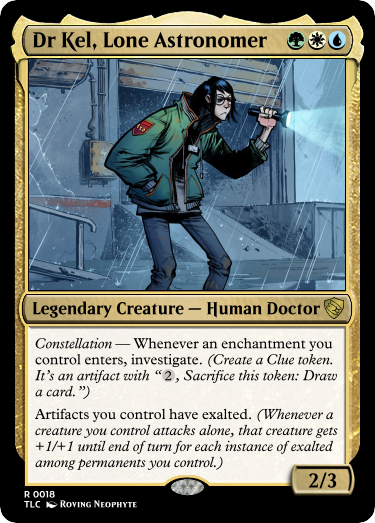 Dr Kel, Lone Astronomer
Legendary Creature — Human Doctor
Constellation — Whenever an enchantment you
control enters, investigate. (Create a Clue token.
It's an artifact with “2, Sacrifice this token: Draw
a card.”)
Artifacts you control have exalted. (Whenever a
creature you control attacks alone, that creature gets
+1/+1 until end of turn for each instance of exalted
among permanents you control.)
2/3
R 0018
TLC Roving Neophyte